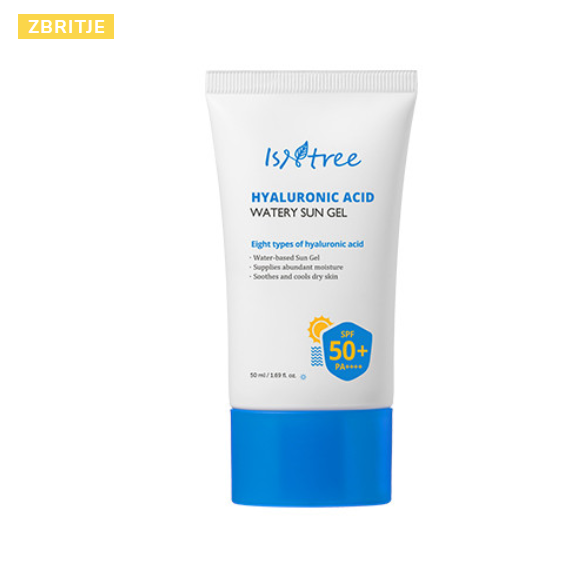 ZBRITJE
Isntree
HYALURONIC ACID
WATERY SUN GEL
Eight types of hyaluronic acid
· Water-based Sun Gel
· Supplies abundant moisture
· Soothes and cools dry skin
SPF
50+
PA++++
50 ml / 1.69 fl. oz.